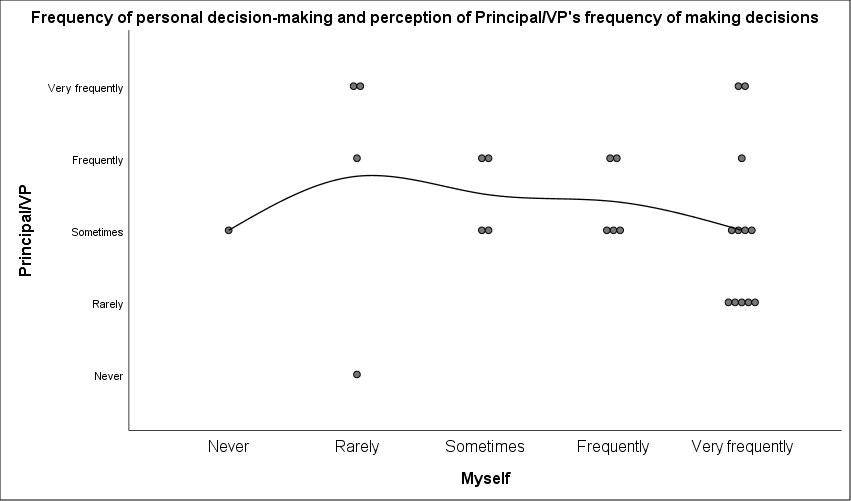 Frequency of personal decision-making and perception of Principal/VP's frequency of making decisions
Very frequently
Frequently
Sometimes
Rarely
Never
Principal/VP
Never
Rarely
Sometimes
Frequently
Very frequently
Myself